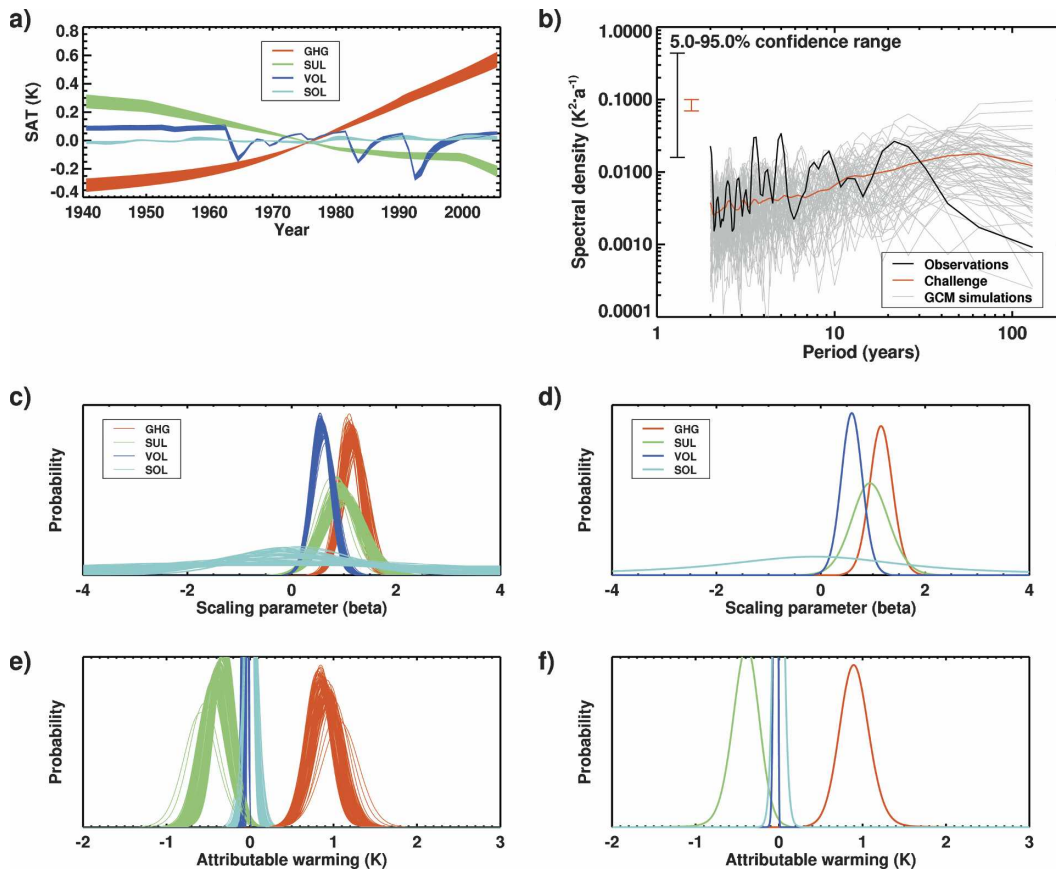 a)
0.8
0.6
0.4
0.2
0.0
-0.2
-0.4
SAT (K)
GHG
SUL
VOL
SOL
1940 1950 1960 1970 1980 1990 2000
Year
b)
1.0000
0.1000
0.0100
0.0010
0.0001
Spectral density (K²a⁻¹)
5.0-95.0% confidence range
Observations
Challenge
GCM simulations
1 10 100
Period (years)
c)
Probability
GHG
SUL
VOL
SOL
-4 -2 0 2 4
Scaling parameter (beta)
d)
Probability
GHG
SUL
VOL
SOL
-4 -2 0 2 4
Scaling parameter (beta)
e)
Probability
-2 -1 0 1 2 3
Attributable warming (K)
f)
Probability
-2 -1 0 1 2 3
Attributable warming (K)